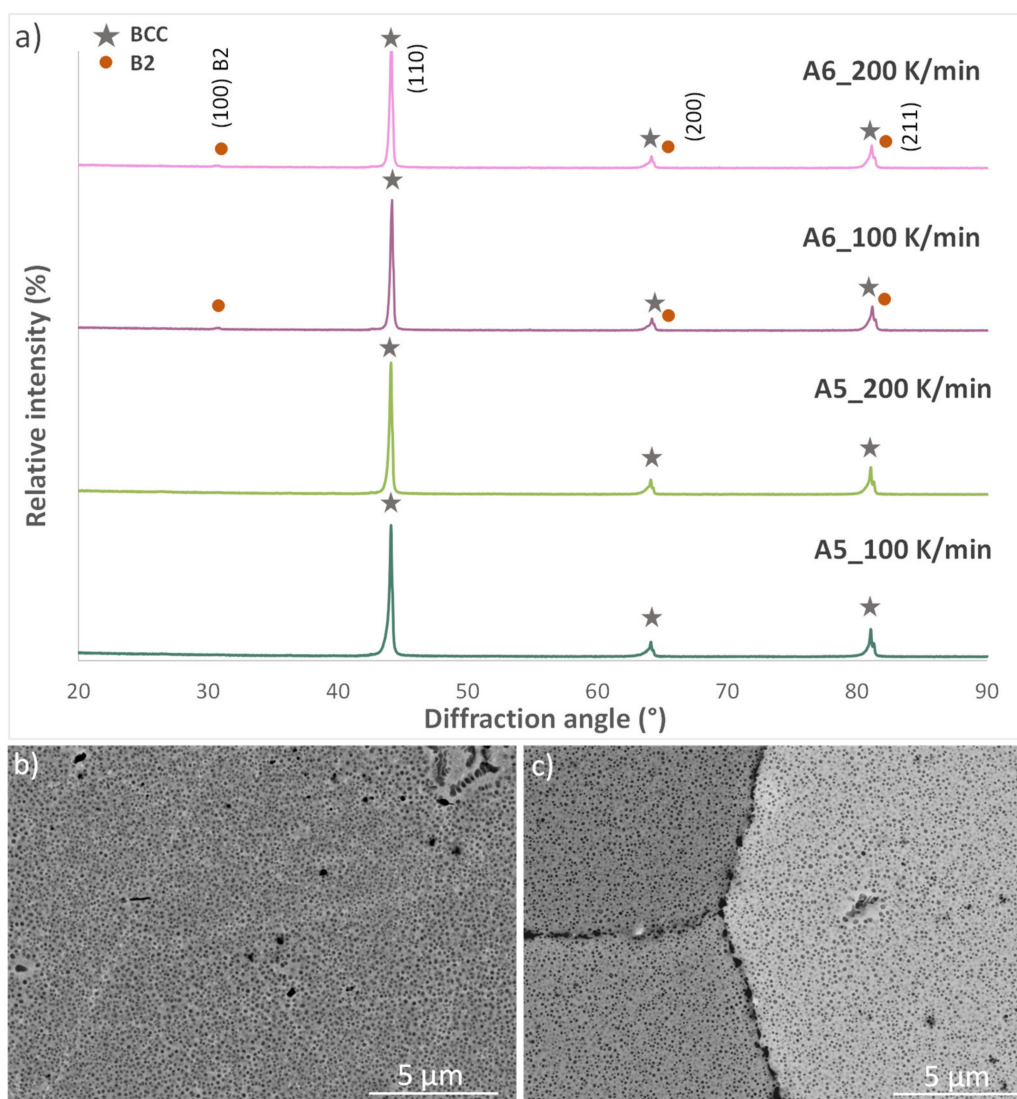 a)
BCC
B2
(100) B2
(110)
(200)
(211)
A6_200 K/min
A6_100 K/min
A5_200 K/min
A5_100 K/min
Relative intensity (%)
20 30 40 50 60 70 80 90
Diffraction angle (°)
b)
5 µm
c)
5 µm